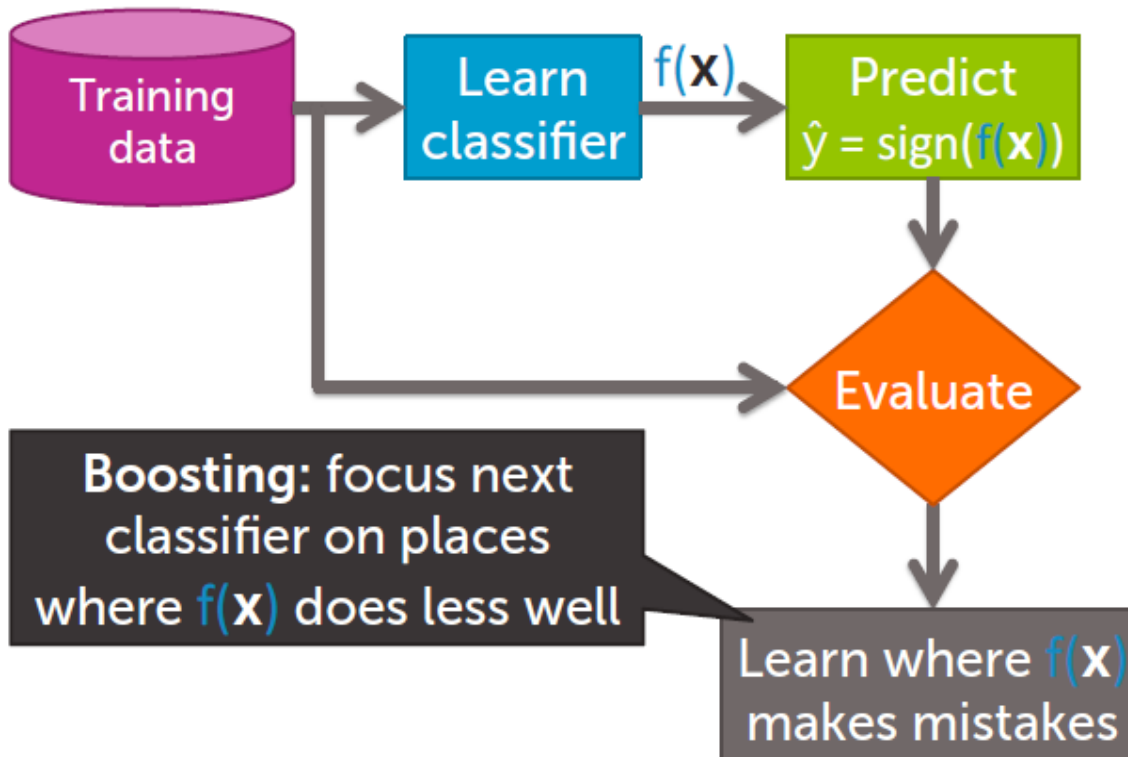 Training
data
Learn
classifier
f(x)
Predict
ŷ = sign(f(x))
Evaluate
Boosting: focus next
classifier on places
where f(x) does less well
Learn where f(x)
makes mistakes